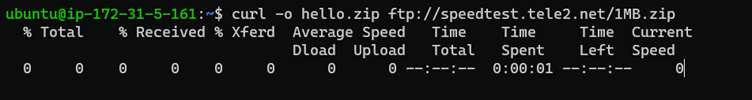 ubuntu@ip-172-31-5-161:~$ curl -o hello.zip ftp://speedtest.tele2.net/1MB.zip
  % Total    % Received % Xferd  Average Speed   Time    Time     Time  Current
                                 Dload  Upload   Total   Spent    Left  Speed
  0     0    0     0    0     0      0      0 --:--:--  0:00:01 --:--:--     0